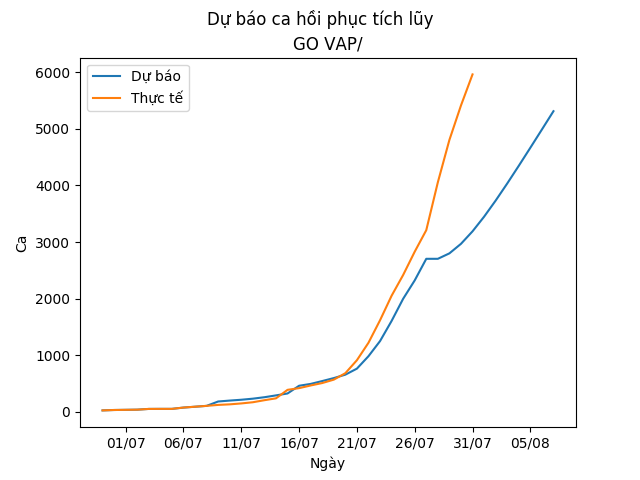 Dự báo ca hồi phục tích lũy
GO VAP/
Dự báo
Thực tế
6000
5000
4000
3000
2000
1000
0
Ca
01/07 06/07 11/07 16/07 21/07 26/07 31/07 05/08
Ngày